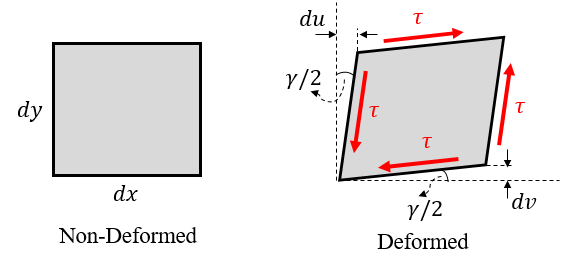 du
τ
γ/2
dy
τ
τ
τ
dx
γ/2
dv
Non-Deformed
Deformed